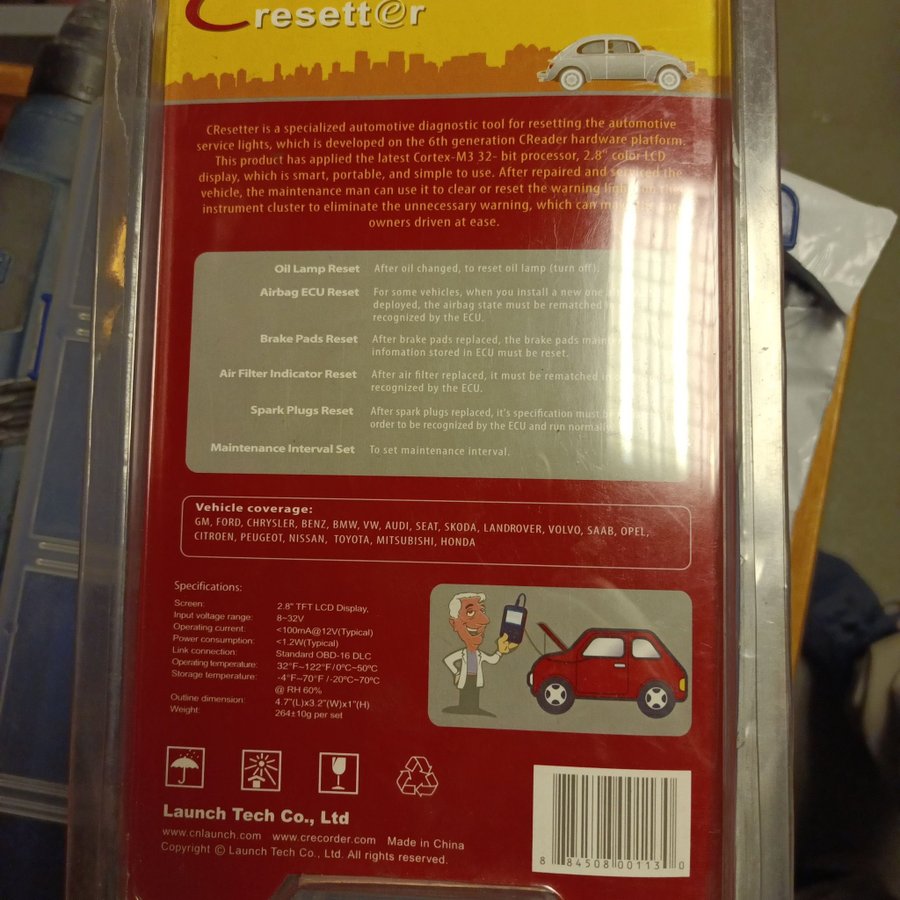 Cresetter
CResetter is a specialized automotive diagnostic tool for resetting the automotive
service lights, which is developed on the 6th generation CReader hardware platform.
This product has applied the latest Cortex-M3 32- bit processor, 2.8" color LCD
display, which is smart, portable, and simple to use. After repaired and serviced the
vehicle, the maintenance man can use it to clear or reset the warning light on the
instrument cluster to eliminate the unnecessary warning, which can make the cars
owners driven at ease.
Oil Lamp Reset After oil changed, to reset oil lamp (turn off).
Airbag ECU Reset For some vehicles, when you install a new one
deployed, the airbag state must be rematched
recognized by the ECU.
Brake Pads Reset After brake pads replaced, the brake pads
infomation stored in ECU must be reset.
Air Filter Indicator Reset After air filter replaced, it must be rematched
recognized by the ECU.
Spark Plugs Reset After spark plugs replaced, it's specification must
order to be recognized by the ECU and run normally
Maintenance Interval Set To set maintenance interval.
Vehicle coverage:
GM, FORD, CHRYSLER, BENZ, BMW, VW, AUDI, SEAT, SKODA, LANDROVER, VOLVO, SAAB, OPEL,
CITROEN, PEUGEOT, NISSAN, TOYOTA, MITSUBISHI, HONDA
Specifications:
Screen: 2.8" TFT LCD Display,
Input voltage range: 8~32V
Operating current: <100mA@12V(Typical)
Power consumption: <1.2W(Typical)
Link connection: Standard OBD-16 DLC
Operating temperature: 32°F~122°F/0°C~50°C
Storage temperature: -4°F~70°F /-20°C~70°C
@ RH 60%
Outline dimension: 4.7"(L)x3.2"(W)x1"(H)
Weight: 264±10g per set
Launch Tech Co., Ltd
www.cnlaunch.com www.crecorder.com Made in China
Copyright © Launch Tech Co., Ltd. All rights reserved.
8 84508 00113 0